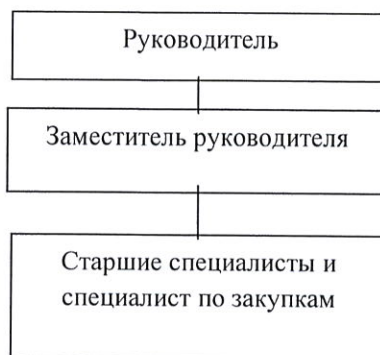 Руководитель
Заместитель руководителя
Старшие специалисты и
специалист по закупкам